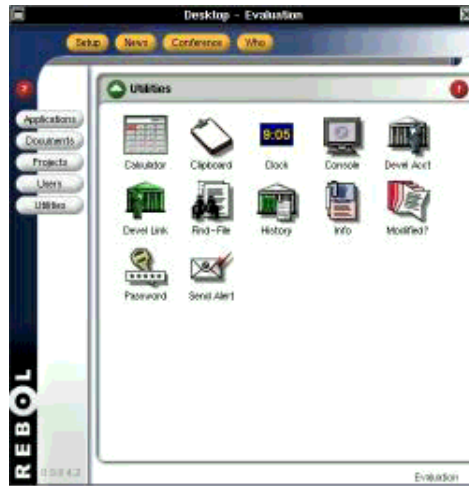 Desktop - Evaluation
Setup News Conference Who
?
Utilities
!
Applications
Documents
Projects
Users
Utilities
9:05
Calculator Clipboard Clock Console Devel Acct
Devel Link Find-File History Info Modified?
Password Send Alert
REBOL
Evaluation